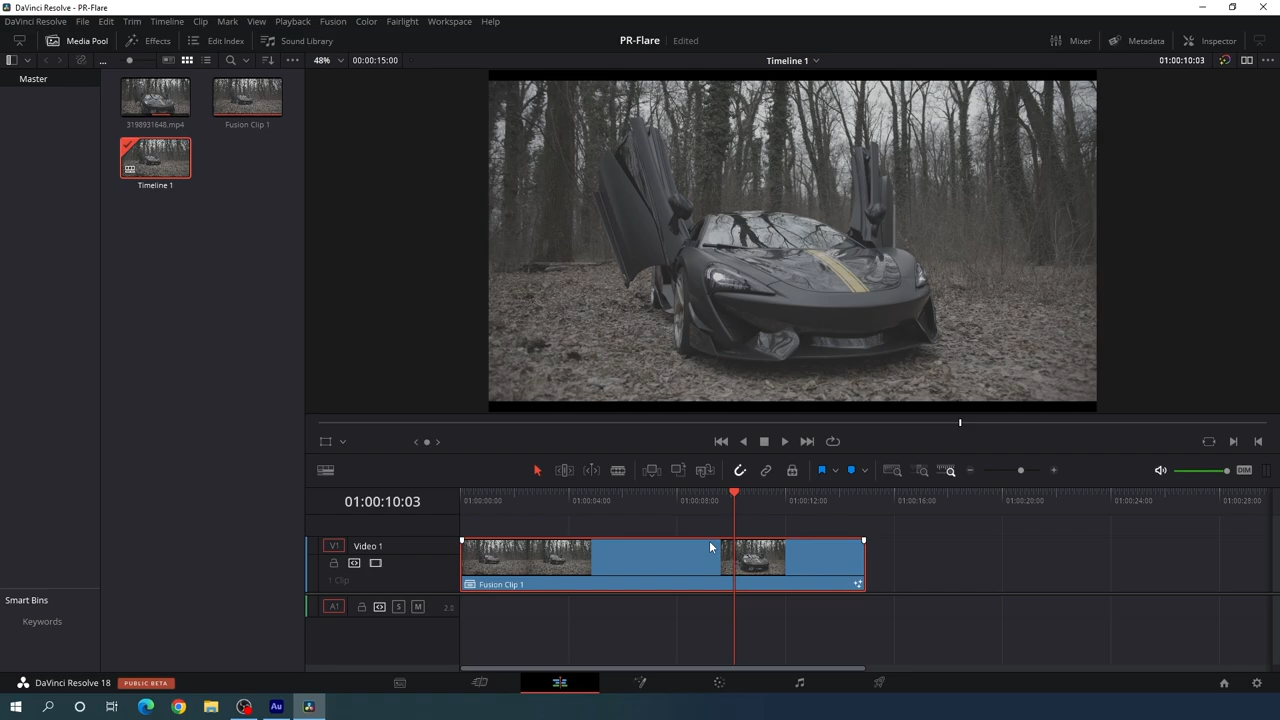 DaVinci Resolve - PR-Flare
DaVinci Resolve File Edit Trim Timeline Clip Mark View Playback Fusion Color Fairlight Workspace Help
Media Pool Effects Edit Index Sound Library PR-Flare Edited Mixer Metadata Inspector
... 48% 00:00:15:00 Timeline 1 01:00:10:03
Master
3198931648.mp4 Fusion Clip 1
Timeline 1
DIM
01:00:10:03 01:00:00:00 01:00:04:00 01:00:08:00 01:00:12:00 01:00:16:00 01:00:20:00 01:00:24:00 01:00:28:00
V1 Video 1
1 Clip
Fusion Clip 1
Smart Bins
A1 S M 2.0
Keywords
DaVinci Resolve 18 PUBLIC BETA
Au